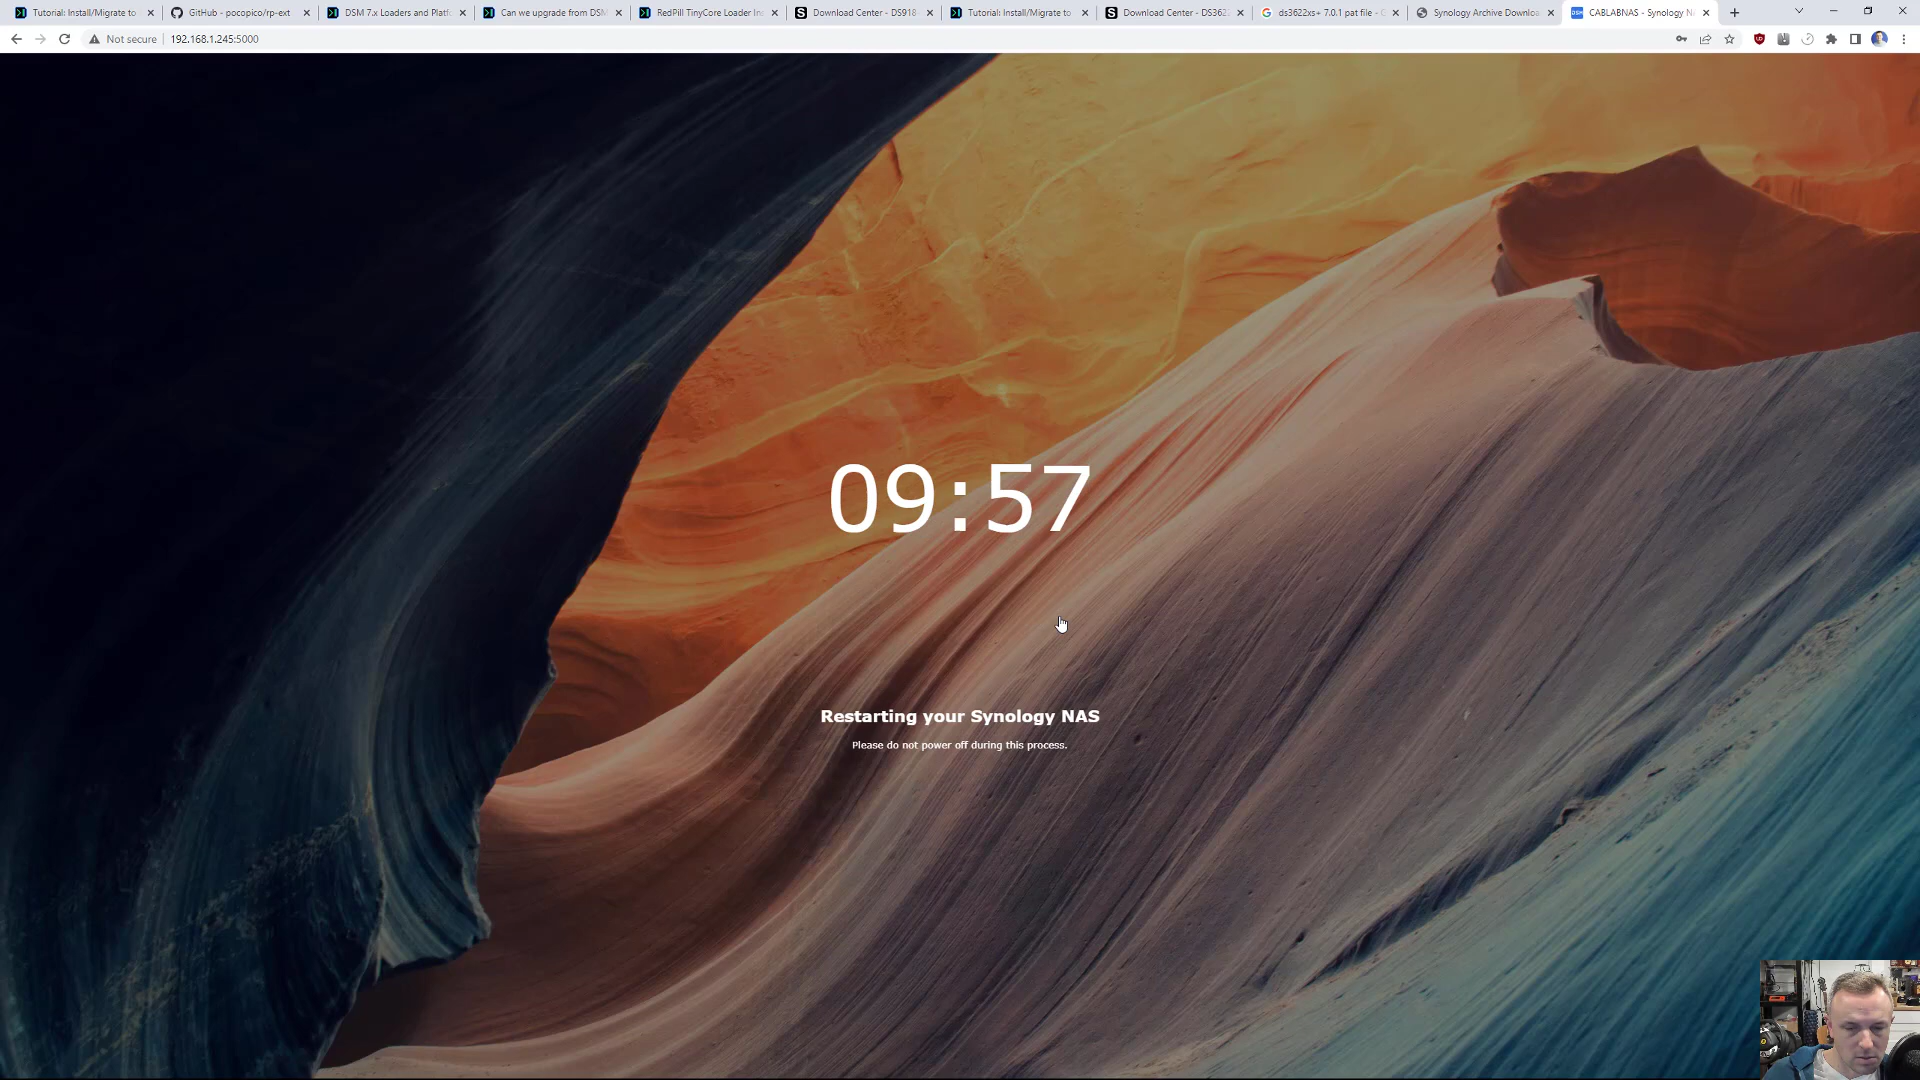 Tutorial: Install/Migrate to
GitHub - pocopico/rp-ext
DSM 7.x Loaders and Platf
Can we upgrade from DSM
RedPill TinyCore Loader In
Download Center - DS918
Tutorial: Install/Migrate to
Download Center - DS362
ds3622xs+ 7.0.1 pat file - G
Synology Archive Downlo
CABLABNAS - Synology N
Not secure
192.168.1.245:5000
09:57
Restarting your Synology NAS
Please do not power off during this process.